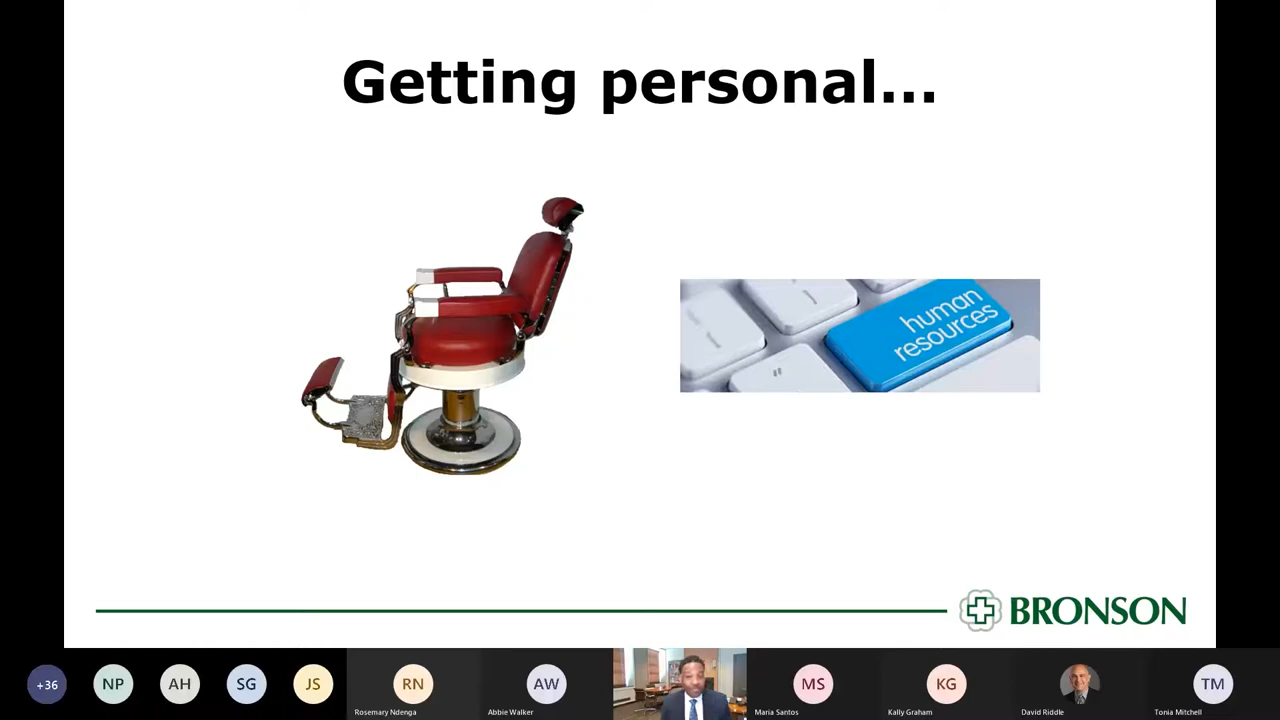 Getting personal...
human
resources
"
BRONSON
+36
NP
AH
SG
JS
RN
Rosemary Ndenga
AW
Abbie Walker
MS
Maria Santos
KG
Kally Graham
David Riddle
TM
Tonia Mitchell